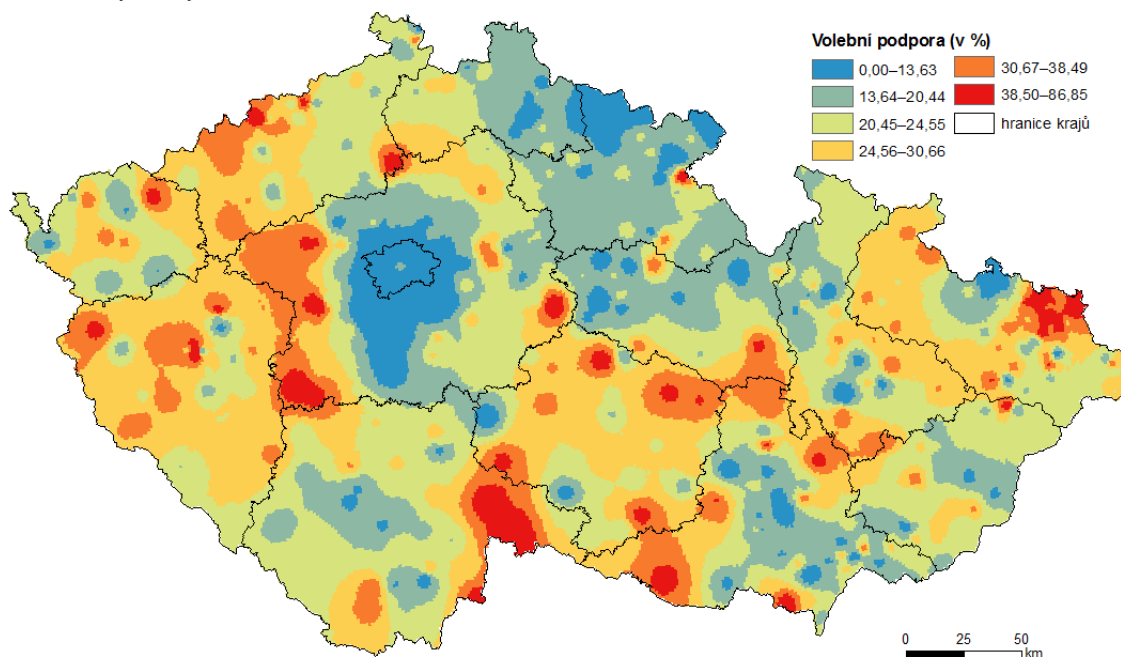 Volební podpora (v %)
0,00–13,63
30,67–38,49
13,64–20,44
38,50–86,85
20,45–24,55
hranice krajů
24,56–30,66
0 25 50
km